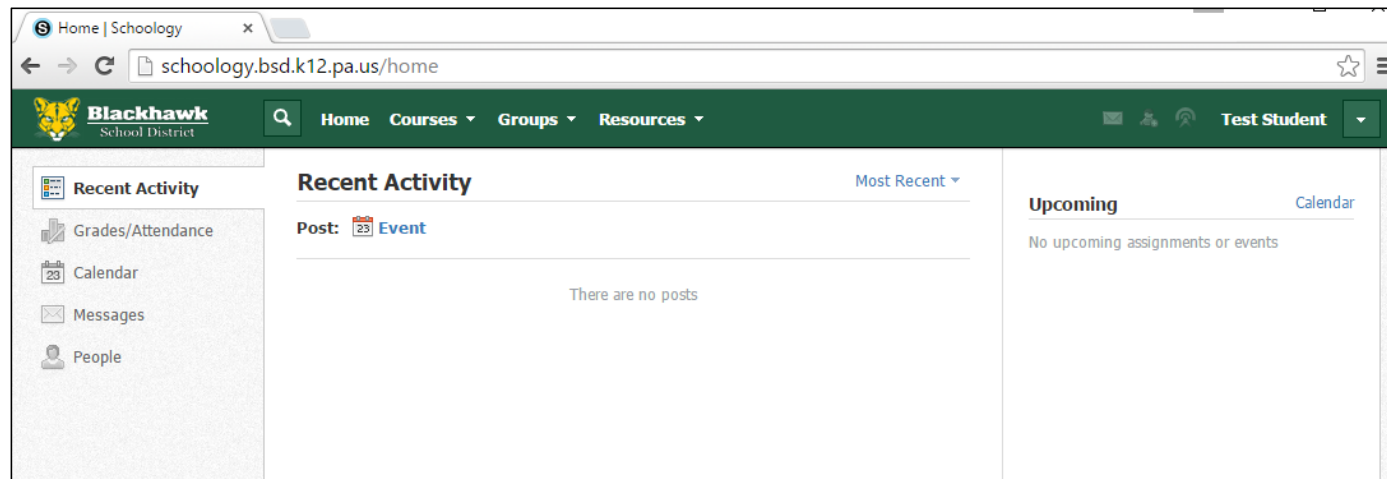 Home | Schoology
schoology.bsd.k12.pa.us/home
Blackhawk
School District
Home Courses Groups Resources
Test Student
Recent Activity
Grades/Attendance
23 Calendar
Messages
People
Recent Activity
Most Recent
Post: 23 Event
There are no posts
Upcoming
Calendar
No upcoming assignments or events